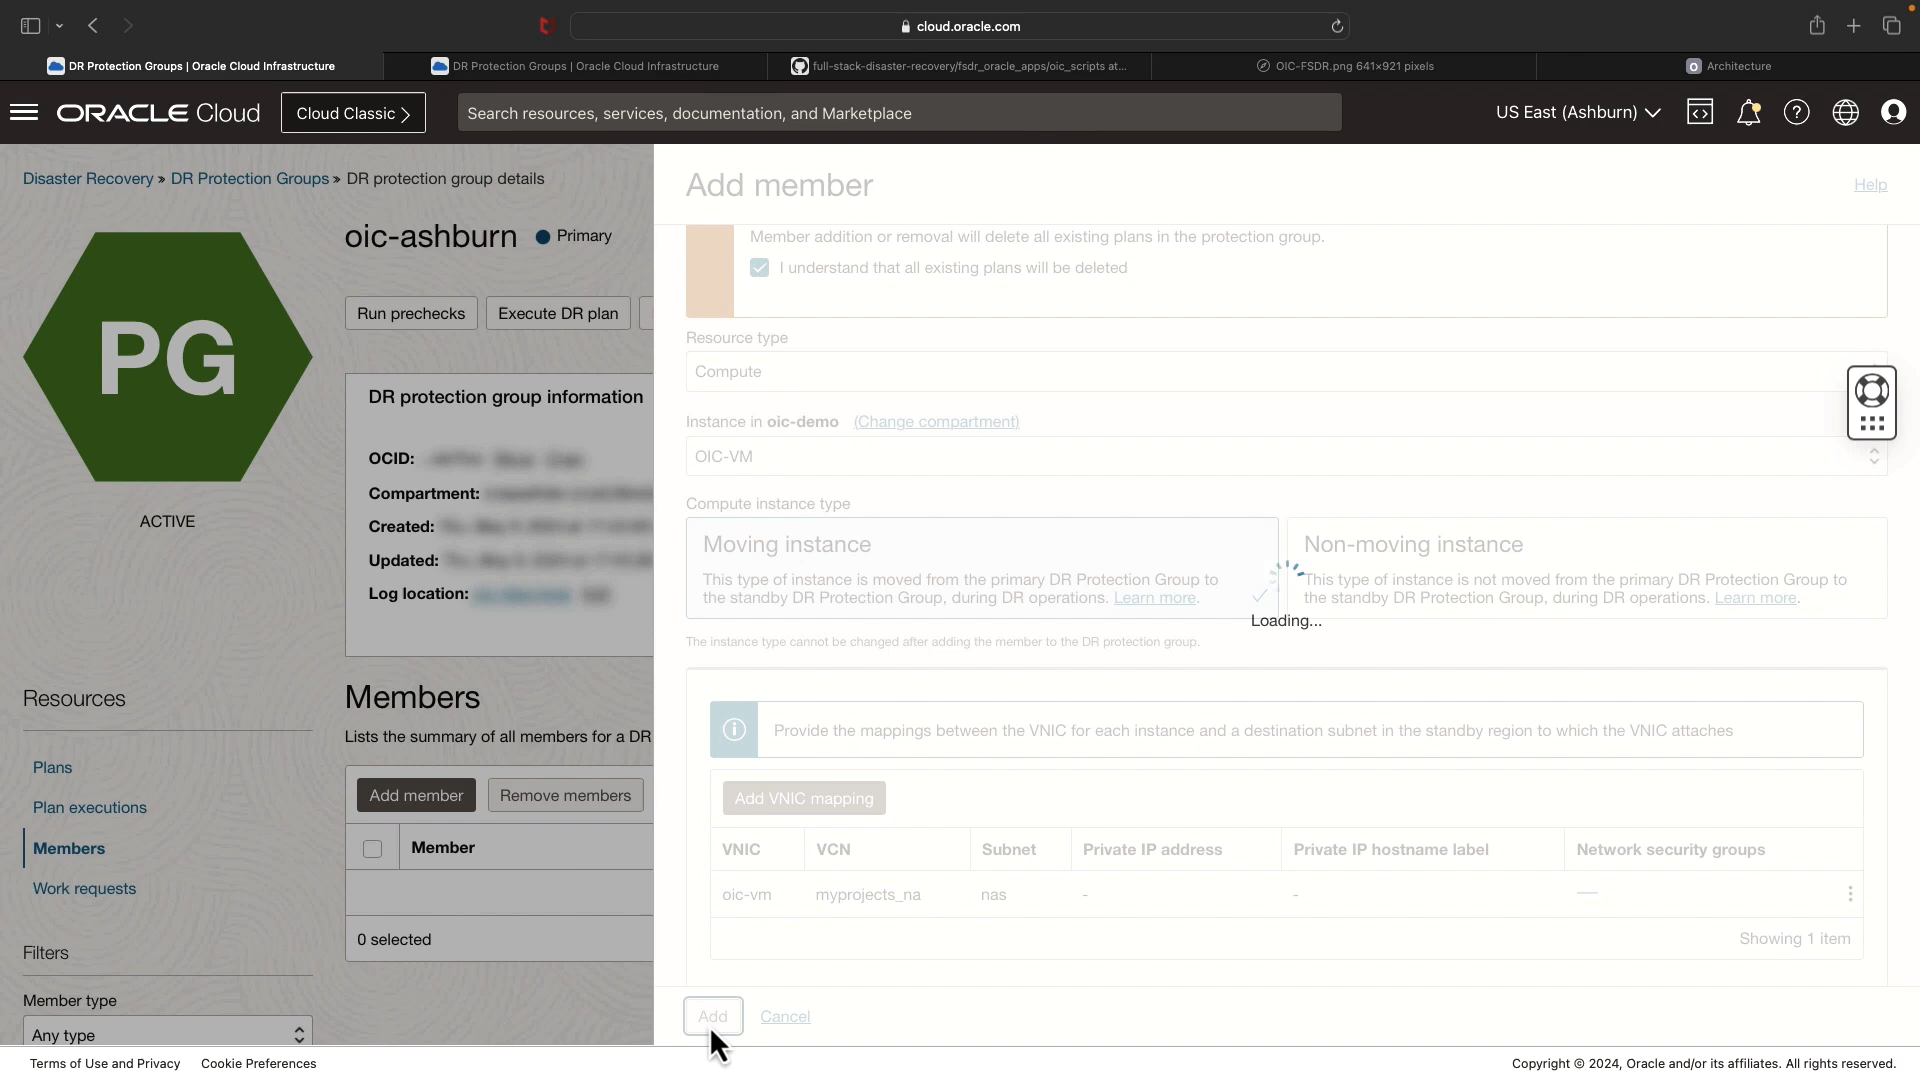 cloud.oracle.com
DR Protection Groups | Oracle Cloud Infrastructure
DR Protection Groups | Oracle Cloud Infrastructure
full-stack-disaster-recovery/fsdr_oracle_apps/oic_scripts at...
OIC-FSDR.png 641×921 pixels
O Architecture
ORACLE Cloud
Cloud Classic >
Search resources, services, documentation, and Marketplace
US East (Ashburn)
Disaster Recovery » DR Protection Groups » DR protection group details
PG
ACTIVE
oic-ashburn
Primary
Run prechecks
Execute DR plan
DR protection group information
OCID:
Compartment:
Created:
Updated:
Log location:
Resources
Plans
Plan executions
Members
Work requests
Filters
Member type
Any type
Members
Lists the summary of all members for a DR
Add member
Remove members
Member
0 selected
Add member
Help
Member addition or removal will delete all existing plans in the protection group.
I understand that all existing plans will be deleted
Resource type
Compute
Instance in oic-demo (Change compartment)
OIC-VM
Compute instance type
Moving instance
This type of instance is moved from the primary DR Protection Group to
the standby DR Protection Group, during DR operations. Learn more.
Non-moving instance
This type of instance is not moved from the primary DR Protection Group to
the standby DR Protection Group, during DR operations. Learn more.
Loading...
The instance type cannot be changed after adding the member to the DR protection group.
Provide the mappings between the VNIC for each instance and a destination subnet in the standby region to which the VNIC attaches
Add VNIC mapping
VNIC VCN Subnet Private IP address Private IP hostname label Network security groups
oic-vm myprojects_na nas - - —
Showing 1 item
Add
Cancel
Terms of Use and Privacy Cookie Preferences
Copyright © 2024, Oracle and/or its affiliates. All rights reserved.